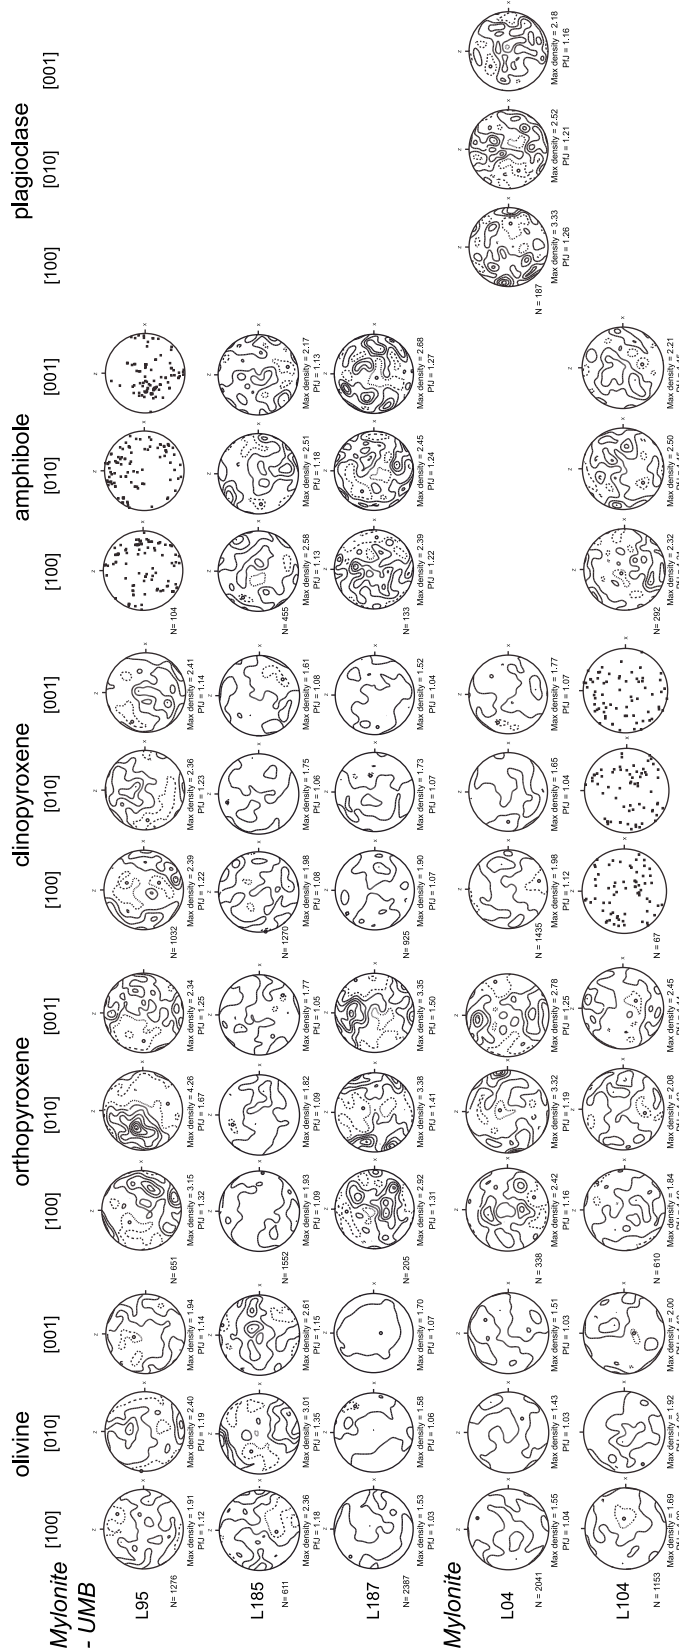 olivine orthopyroxene clinopyroxene amphibole plagioclase
[100] [010] [001] [100] [010] [001] [100] [010] [001] [100] [010] [001] [100] [010] [001]
Mylonite
- UMB
z z z z z z z z z z z z
L95 x x x x x x x x x x x x
N= 1276 N= 651 N= 1032 N= 104
Max density = 1.91 Max density = 2.40 Max density = 1.94 Max density = 3.15 Max density = 4.26 Max density = 2.34 Max density = 2.39 Max density = 2.36 Max density = 2.41
PfJ = 1.12 PfJ = 1.19 PfJ = 1.14 PfJ = 1.32 PfJ = 1.67 PfJ = 1.25 PfJ = 1.22 PfJ = 1.23 PfJ = 1.14
z z z z z z z z z z z z
L185 x x x x x x x x x x x x
N= 611 N= 1552 N= 1270 N= 455
Max density = 2.36 Max density = 3.01 Max density = 2.61 Max density = 1.93 Max density = 1.82 Max density = 1.77 Max density = 1.98 Max density = 1.75 Max density = 1.61 Max density = 2.58 Max density = 2.51 Max density = 2.17
PfJ = 1.18 PfJ = 1.35 PfJ = 1.15 PfJ = 1.09 PfJ = 1.09 PfJ = 1.05 PfJ = 1.08 PfJ = 1.06 PfJ = 1.08 PfJ = 1.13 PfJ = 1.18 PfJ = 1.13
z z z z z z z z z z z z
L187 x x x x x x x x x x x x
N= 2387 N= 205 N= 925 N= 133
Max density = 1.53 Max density = 1.58 Max density = 1.70 Max density = 2.92 Max density = 3.38 Max density = 3.35 Max density = 1.90 Max density = 1.73 Max density = 1.52 Max density = 2.39 Max density = 2.45 Max density = 2.68
PfJ = 1.03 PfJ = 1.06 PfJ = 1.07 PfJ = 1.31 PfJ = 1.41 PfJ = 1.50 PfJ = 1.07 PfJ = 1.07 PfJ = 1.04 PfJ = 1.22 PfJ = 1.24 PfJ = 1.27
Mylonite
z z z z z z z z z z z z
L04 x x x x x x x x x x x x
N = 2041 N = 338 N = 1435 N = 187
Max density = 1.55 Max density = 1.43 Max density = 1.51 Max density = 2.42 Max density = 3.32 Max density = 2.78 Max density = 1.98 Max density = 1.65 Max density = 1.77 Max density = 3.33 Max density = 2.52 Max density = 2.18
PfJ = 1.04 PfJ = 1.03 PfJ = 1.03 PfJ = 1.16 PfJ = 1.19 PfJ = 1.25 PfJ = 1.12 PfJ = 1.04 PfJ = 1.07 PfJ = 1.26 PfJ = 1.21 PfJ = 1.16
z z z z z z z z z z z z
L104 x x x x x x x x x x x x
N = 1153 N = 610 N = 67 N= 292
Max density = 1.69 Max density = 1.92 Max density = 2.00 Max density = 1.84 Max density = 2.08 Max density = 2.45 Max density = 2.32 Max density = 2.50 Max density = 2.21